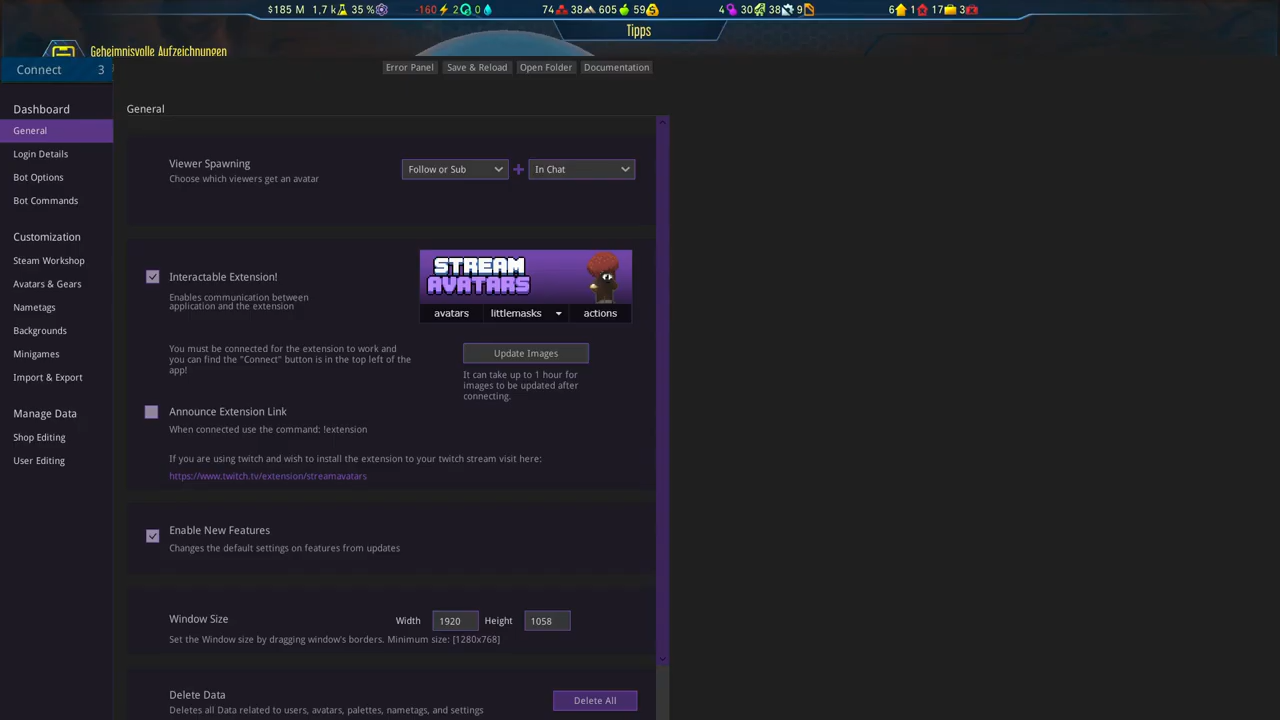 $185 M 1,7 k 35 % -160 2 0 74 38 605 59 4 30 38 9 6 1 17 3
Tipps
Geheimnisvolle Aufzeichnungen
Connect 3
Error Panel Save & Reload Open Folder Documentation
Dashboard
General
Login Details
Bot Options
Bot Commands
Customization
Steam Workshop
Avatars & Gears
Nametags
Backgrounds
Minigames
Import & Export
Manage Data
Shop Editing
User Editing
General
Viewer Spawning
Choose which viewers get an avatar
Follow or Sub + In Chat
Interactable Extension!
Enables communication between
application and the extension
STREAM
AVATARS
avatars littlemasks actions
You must be connected for the extension to work and
you can find the "Connect" button is in the top left of the
app!
Update Images
It can take up to 1 hour for
images to be updated after
connecting.
Announce Extension Link
When connected use the command: !extension
If you are using twitch and wish to install the extension to your twitch stream visit here:
https://www.twitch.tv/extension/streamavatars
Enable New Features
Changes the default settings on features from updates
Window Size
Width 1920 Height 1058
Set the Window size by dragging window's borders. Minimum size: [1280x768]
Delete Data
Deletes all Data related to users, avatars, palettes, nametags, and settings
Delete All